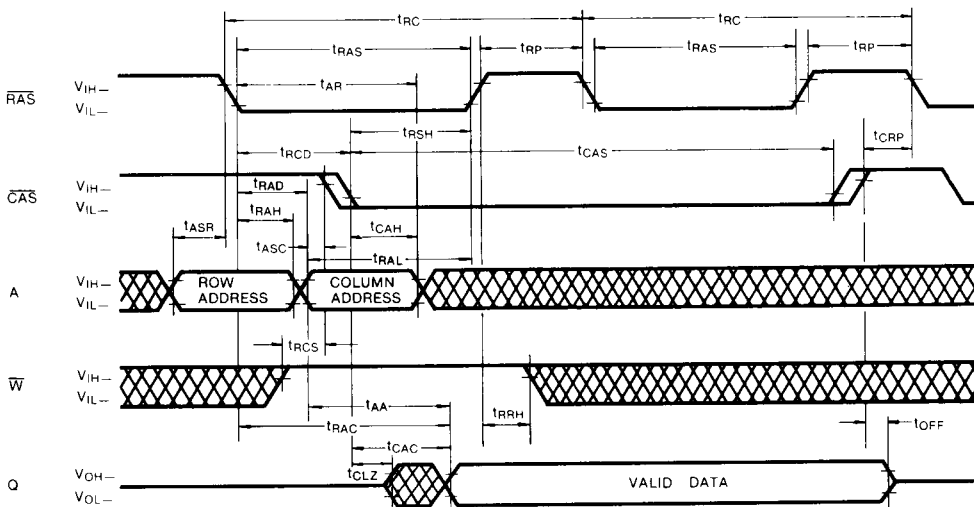 tRC tRC
tRAS tRP tRAS tRP
tAR
RAS VIH
VIL
tRSH tCRP
tRCD tCAS
CAS VIH
VIL
tRAD
tRAH
tASR tASC tCAH
tRAL
A VIH
VIL
ROW ADDRESS COLUMN ADDRESS
tRCS
W VIH
VIL
tAA
tRAC tRRH tOFF
tCAC
tCLZ
Q VOH
VOL
VALID DATA